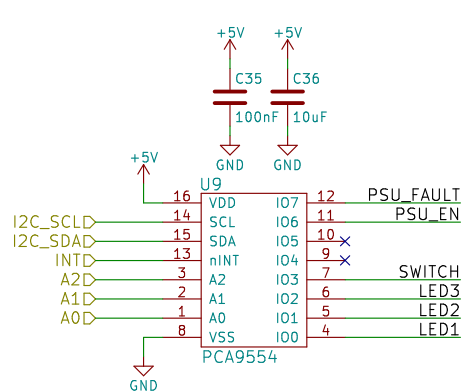 +5V +5V
C35 C36
100nF 10uF
GND GND
+5V
U9
16 VDD IO7 12 PSU_FAULT
I2C_SCL 14 SCL IO6 11 PSU_EN
I2C_SDA 15 SDA IO5 10
INT 13 nINT IO4 9
A2 3 A2 IO3 7 SWITCH
A1 2 A1 IO2 6 LED3
A0 1 A0 IO1 5 LED2
8 VSS IO0 4 LED1
PCA9554
GND